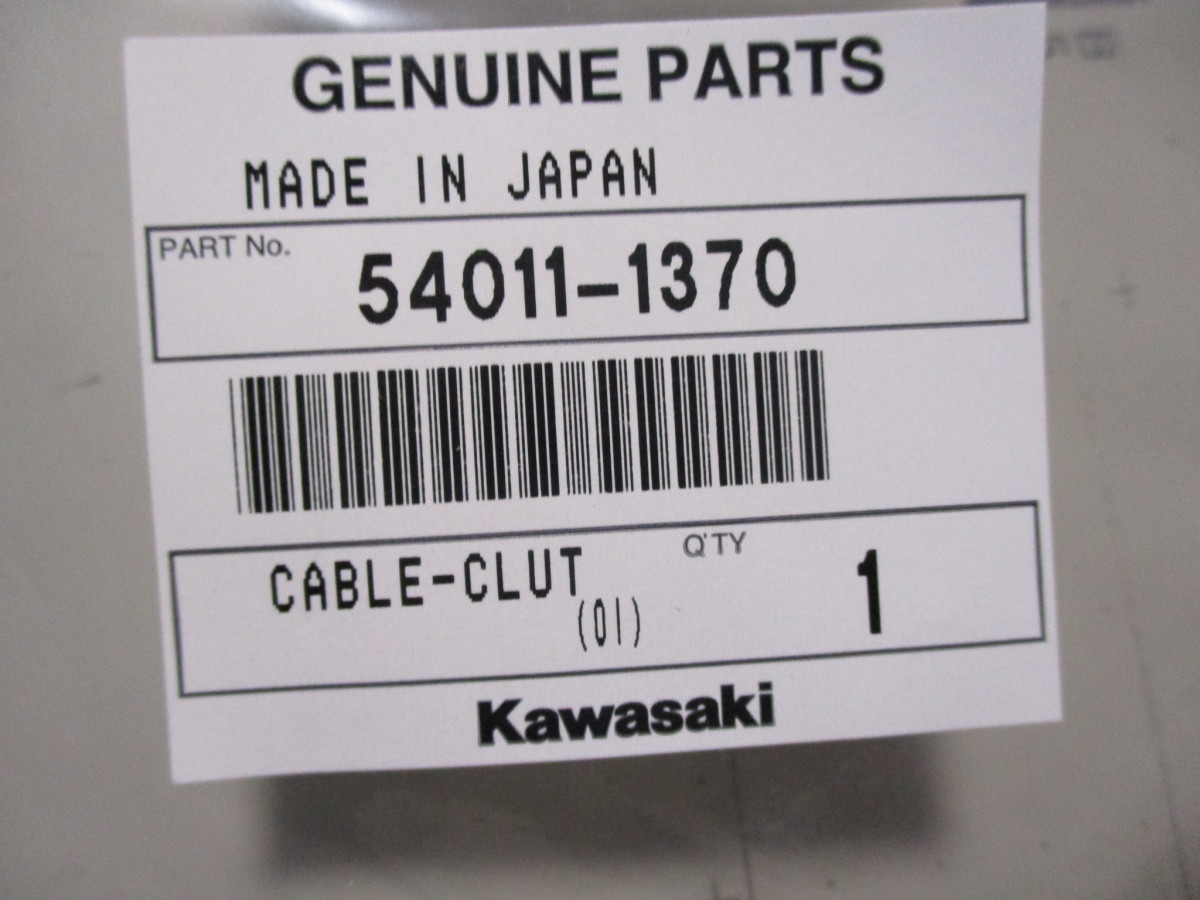 GENUINE PARTS
MADE IN JAPAN
PART No.
54011-1370
CABLE-CLUT
Q'TY
1
(01)
Kawasaki